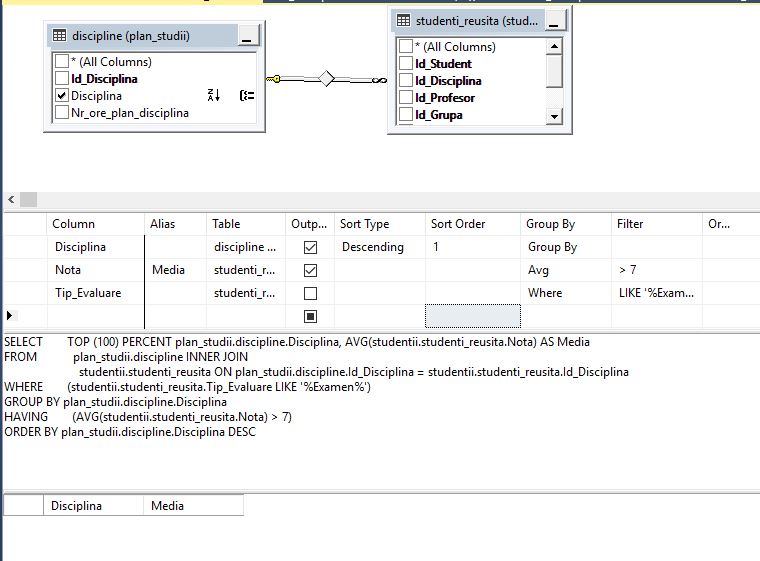 discipline (plan_studii)
* (All Columns)
Id_Disciplina
Disciplina
Nr_ore_plan_disciplina
studenti_reusita (stud...
* (All Columns)
Id_Student
Id_Disciplina
Id_Profesor
Id_Grupa
Column Alias Table Outp... Sort Type Sort Order Group By Filter Or...
Disciplina discipline ... Descending 1 Group By
Nota Media studenti_r... Avg > 7
Tip_Evaluare studenti_r... Where LIKE '%Exam...
SELECT TOP (100) PERCENT plan_studii.discipline.Disciplina, AVG(studentii.studenti_reusita.Nota) AS Media
FROM plan_studii.discipline INNER JOIN
studentii.studenti_reusita ON plan_studii.discipline.Id_Disciplina = studentii.studenti_reusita.Id_Disciplina
WHERE (studentii.studenti_reusita.Tip_Evaluare LIKE '%Examen%')
GROUP BY plan_studii.discipline.Disciplina
HAVING (AVG(studentii.studenti_reusita.Nota) > 7)
ORDER BY plan_studii.discipline.Disciplina DESC
Disciplina Media